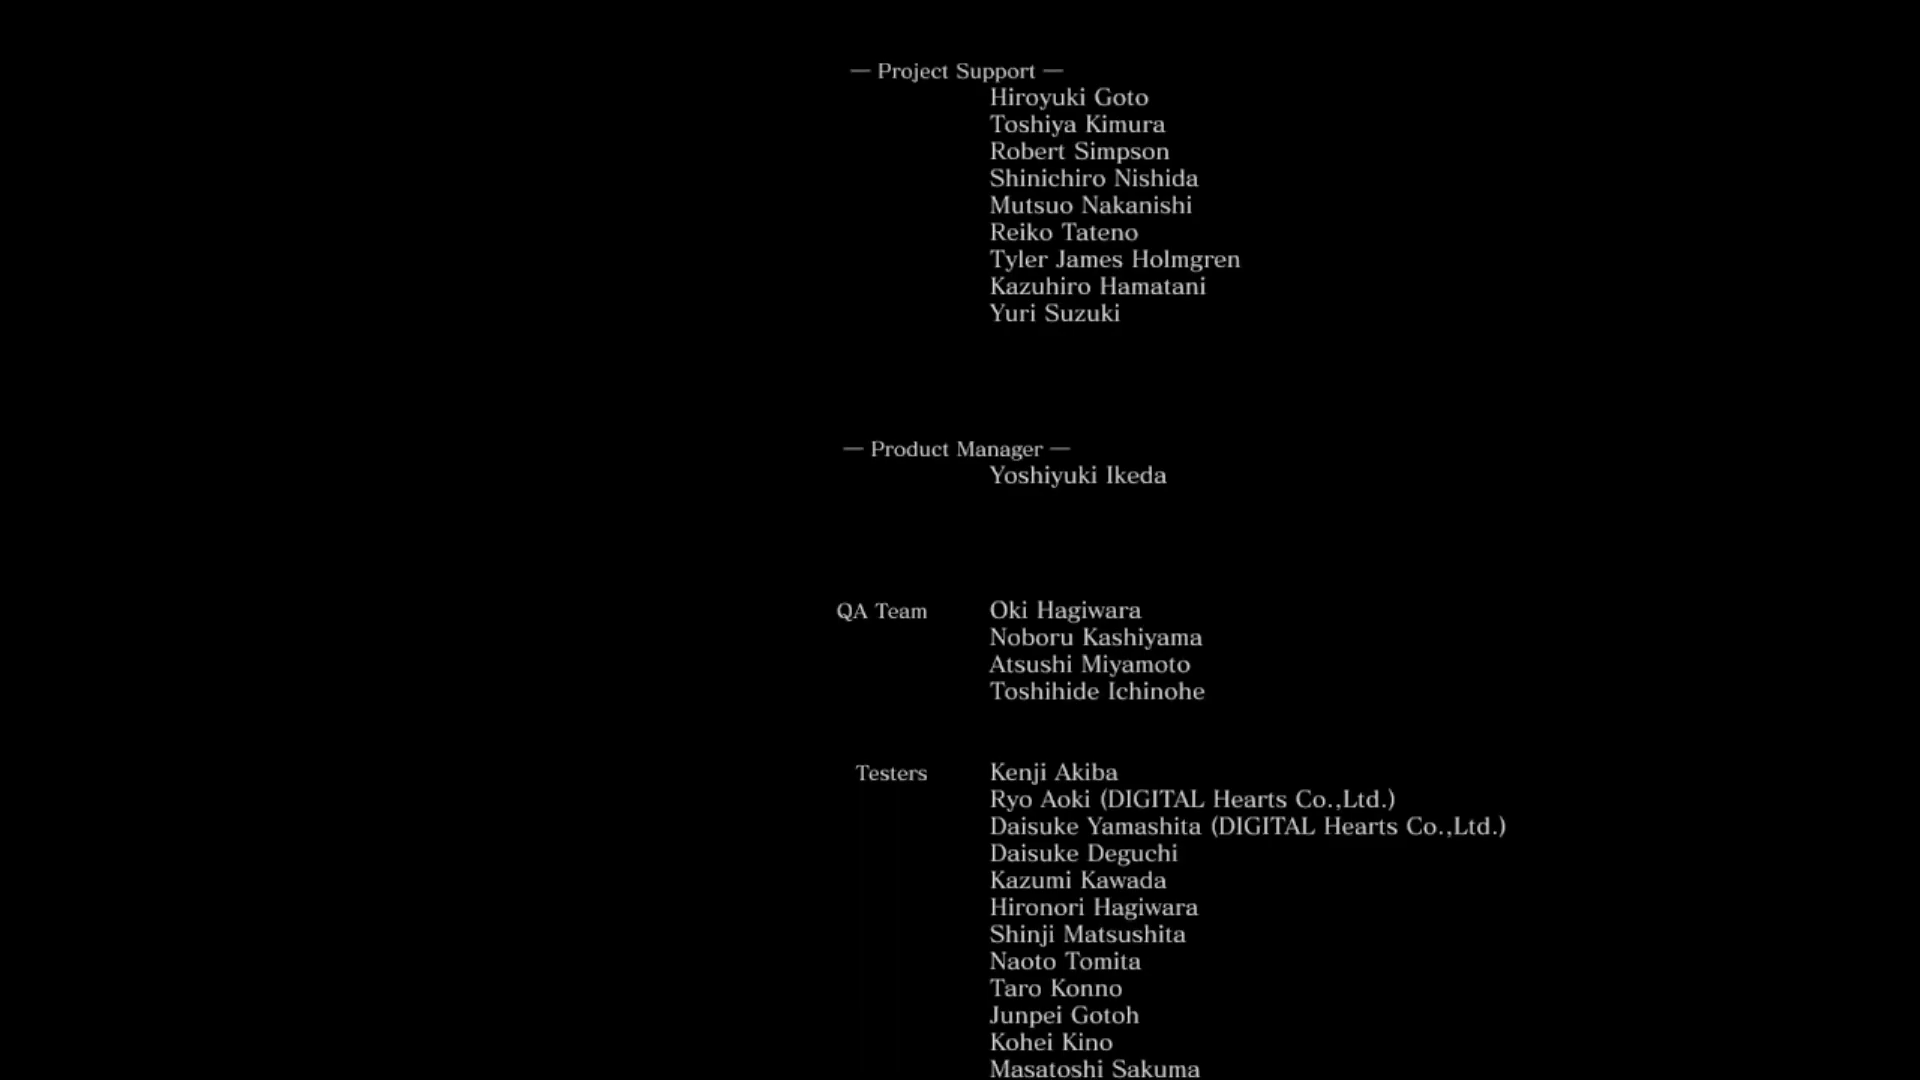 — Project Support —
Hiroyuki Goto
Toshiya Kimura
Robert Simpson
Shinichiro Nishida
Mutsuo Nakanishi
Reiko Tateno
Tyler James Holmgren
Kazuhiro Hamatani
Yuri Suzuki
— Product Manager —
Yoshiyuki Ikeda
QA Team Oki Hagiwara
Noboru Kashiyama
Atsushi Miyamoto
Toshihide Ichinohe
Testers Kenji Akiba
Ryo Aoki (DIGITAL Hearts Co.,Ltd.)
Daisuke Yamashita (DIGITAL Hearts Co.,Ltd.)
Daisuke Deguchi
Kazumi Kawada
Hironori Hagiwara
Shinji Matsushita
Naoto Tomita
Taro Konno
Junpei Gotoh
Kohei Kino
Masatoshi Sakuma